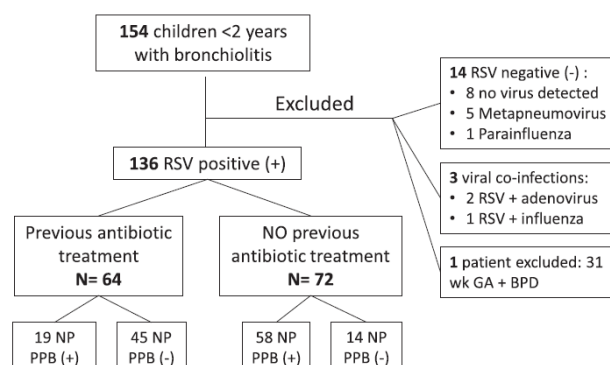 154 children <2 years
with bronchiolitis
Excluded
14 RSV negative (-) :
• 8 no virus detected
• 5 Metapneumovirus
• 1 Parainfluenza
136 RSV positive (+)
3 viral co-infections:
• 2 RSV + adenovirus
• 1 RSV + influenza
Previous antibiotic
treatment
N= 64
NO previous
antibiotic treatment
N= 72
1 patient excluded: 31
wk GA + BPD
19 NP
PPB (+)
45 NP
PPB (-)
58 NP
PPB (+)
14 NP
PPB (-)